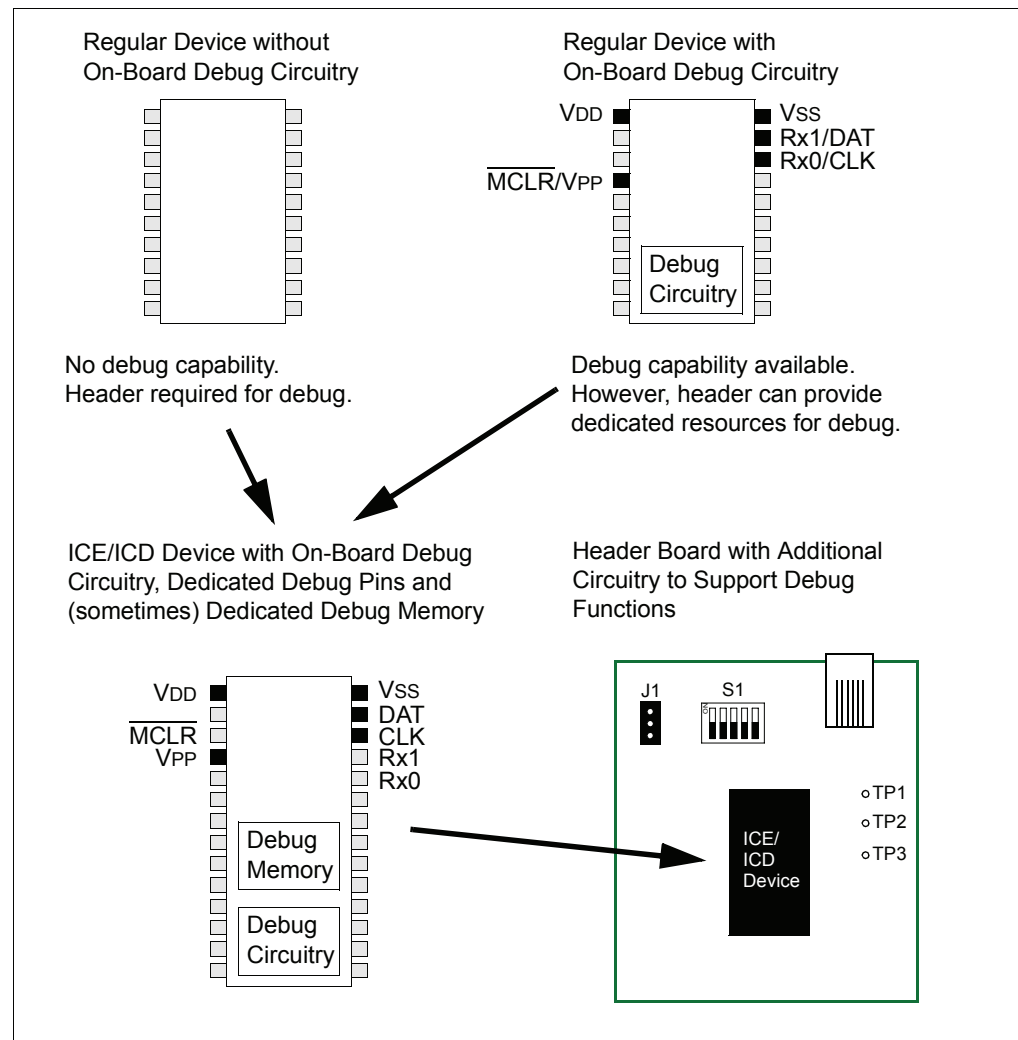 Regular Device without
On-Board Debug Circuitry
Regular Device with
On-Board Debug Circuitry
VDD
MCLR/VPP
VSS
Rx1/DAT
Rx0/CLK
Debug
Circuitry
No debug capability.
Header required for debug.
Debug capability available.
However, header can provide
dedicated resources for debug.
ICE/ICD Device with On-Board Debug
Circuitry, Dedicated Debug Pins and
(sometimes) Dedicated Debug Memory
Header Board with Additional
Circuitry to Support Debug
Functions
VDD
MCLR
VPP
VSS
DAT
CLK
Rx1
Rx0
Debug
Memory
Debug
Circuitry
J1
S1
ON
TP1
TP2
TP3
ICE/
ICD
Device